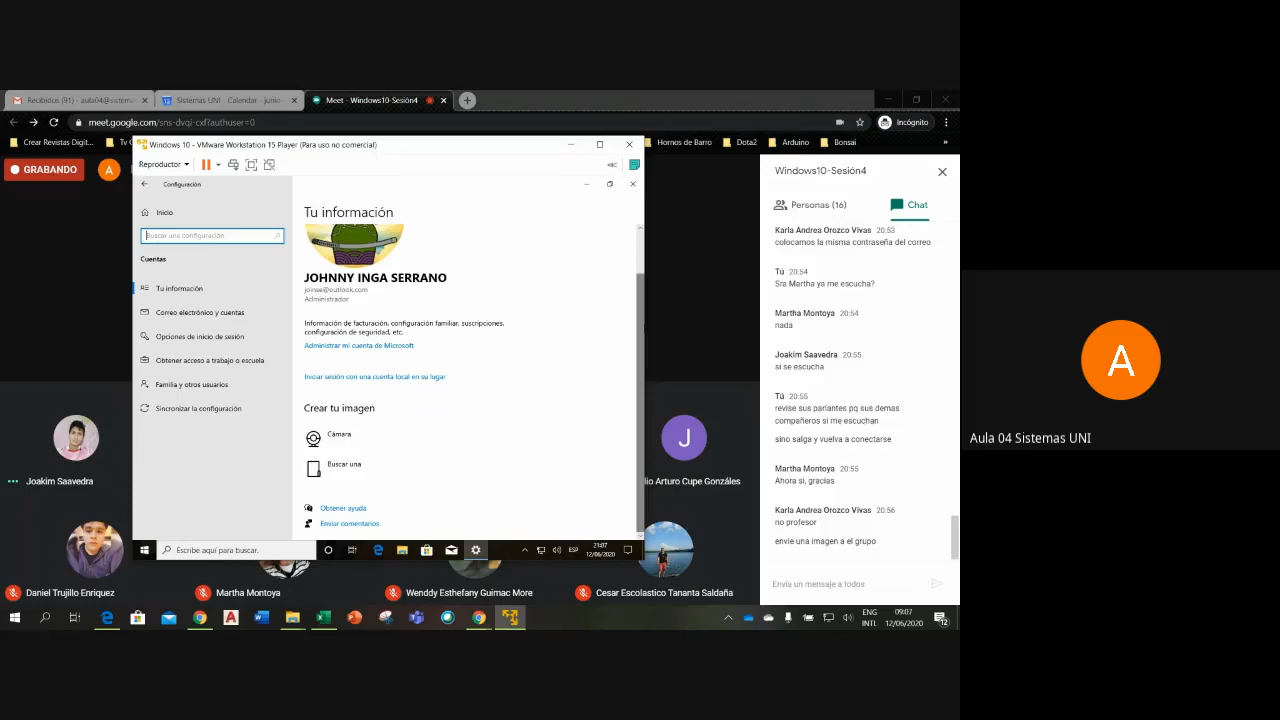 Recibidos (91) - aula04@sistemas
Sistemas UNI - Calendar - junio
Meet - Windows10-Sesión4
meet.google.com/sns-dvqi-cxf?authuser=0
Incógnito
Crear Revistas Digit...
Hornos de Barro
Dota2
Arduino
Bonsai
»
GRABANDO
A
Windows 10 - VMware Workstation 15 Player (Para uso no comercial)
Reproductor
Configuración
Inicio
Buscar una configuración
Cuentas
Tu información
Correo electrónico y cuentas
Opciones de inicio de sesión
Obtener acceso a trabajo o escuela
Familia y otros usuarios
Sincronizar la configuración
Tu información
JOHNNY INGA SERRANO
joinse@outlook.com
Administrador
Información de facturación, configuración familiar, suscripciones,
configuración de seguridad, etc.
Administrar mi cuenta de Microsoft
Iniciar sesión con una cuenta local en su lugar
Crear tu imagen
Cámara
Buscar una
Obtener ayuda
Enviar comentarios
Escribe aquí para buscar.
ESP
21:07
12/06/2020
Joakim Saavedra
J
lio Arturo Cupe Gonzáles
Daniel Trujillo Enriquez
Martha Montoya
Wenddy Esthefany Guimac More
Cesar Escolastico Tananta Saldaña
Windows10-Sesión4
Personas (16)
Chat
Karla Andrea Orozco Vivas 20:53
colocamos la misma contraseña del correo
Tú 20:54
Sra Martha ya me escucha?
Martha Montoya 20:54
nada
Joakim Saavedra 20:55
si se escucha
Tú 20:55
revise sus parlantes pq sus demas
compañeros si me escuchan
sino salga y vuelva a conectarse
Martha Montoya 20:55
Ahora si, gracias
Karla Andrea Orozco Vivas 20:56
no profesor
envie una imagen a el grupo
Envía un mensaje a todos
ENG
INTL
09:07
12/06/2020
12
A
Aula 04 Sistemas UNI